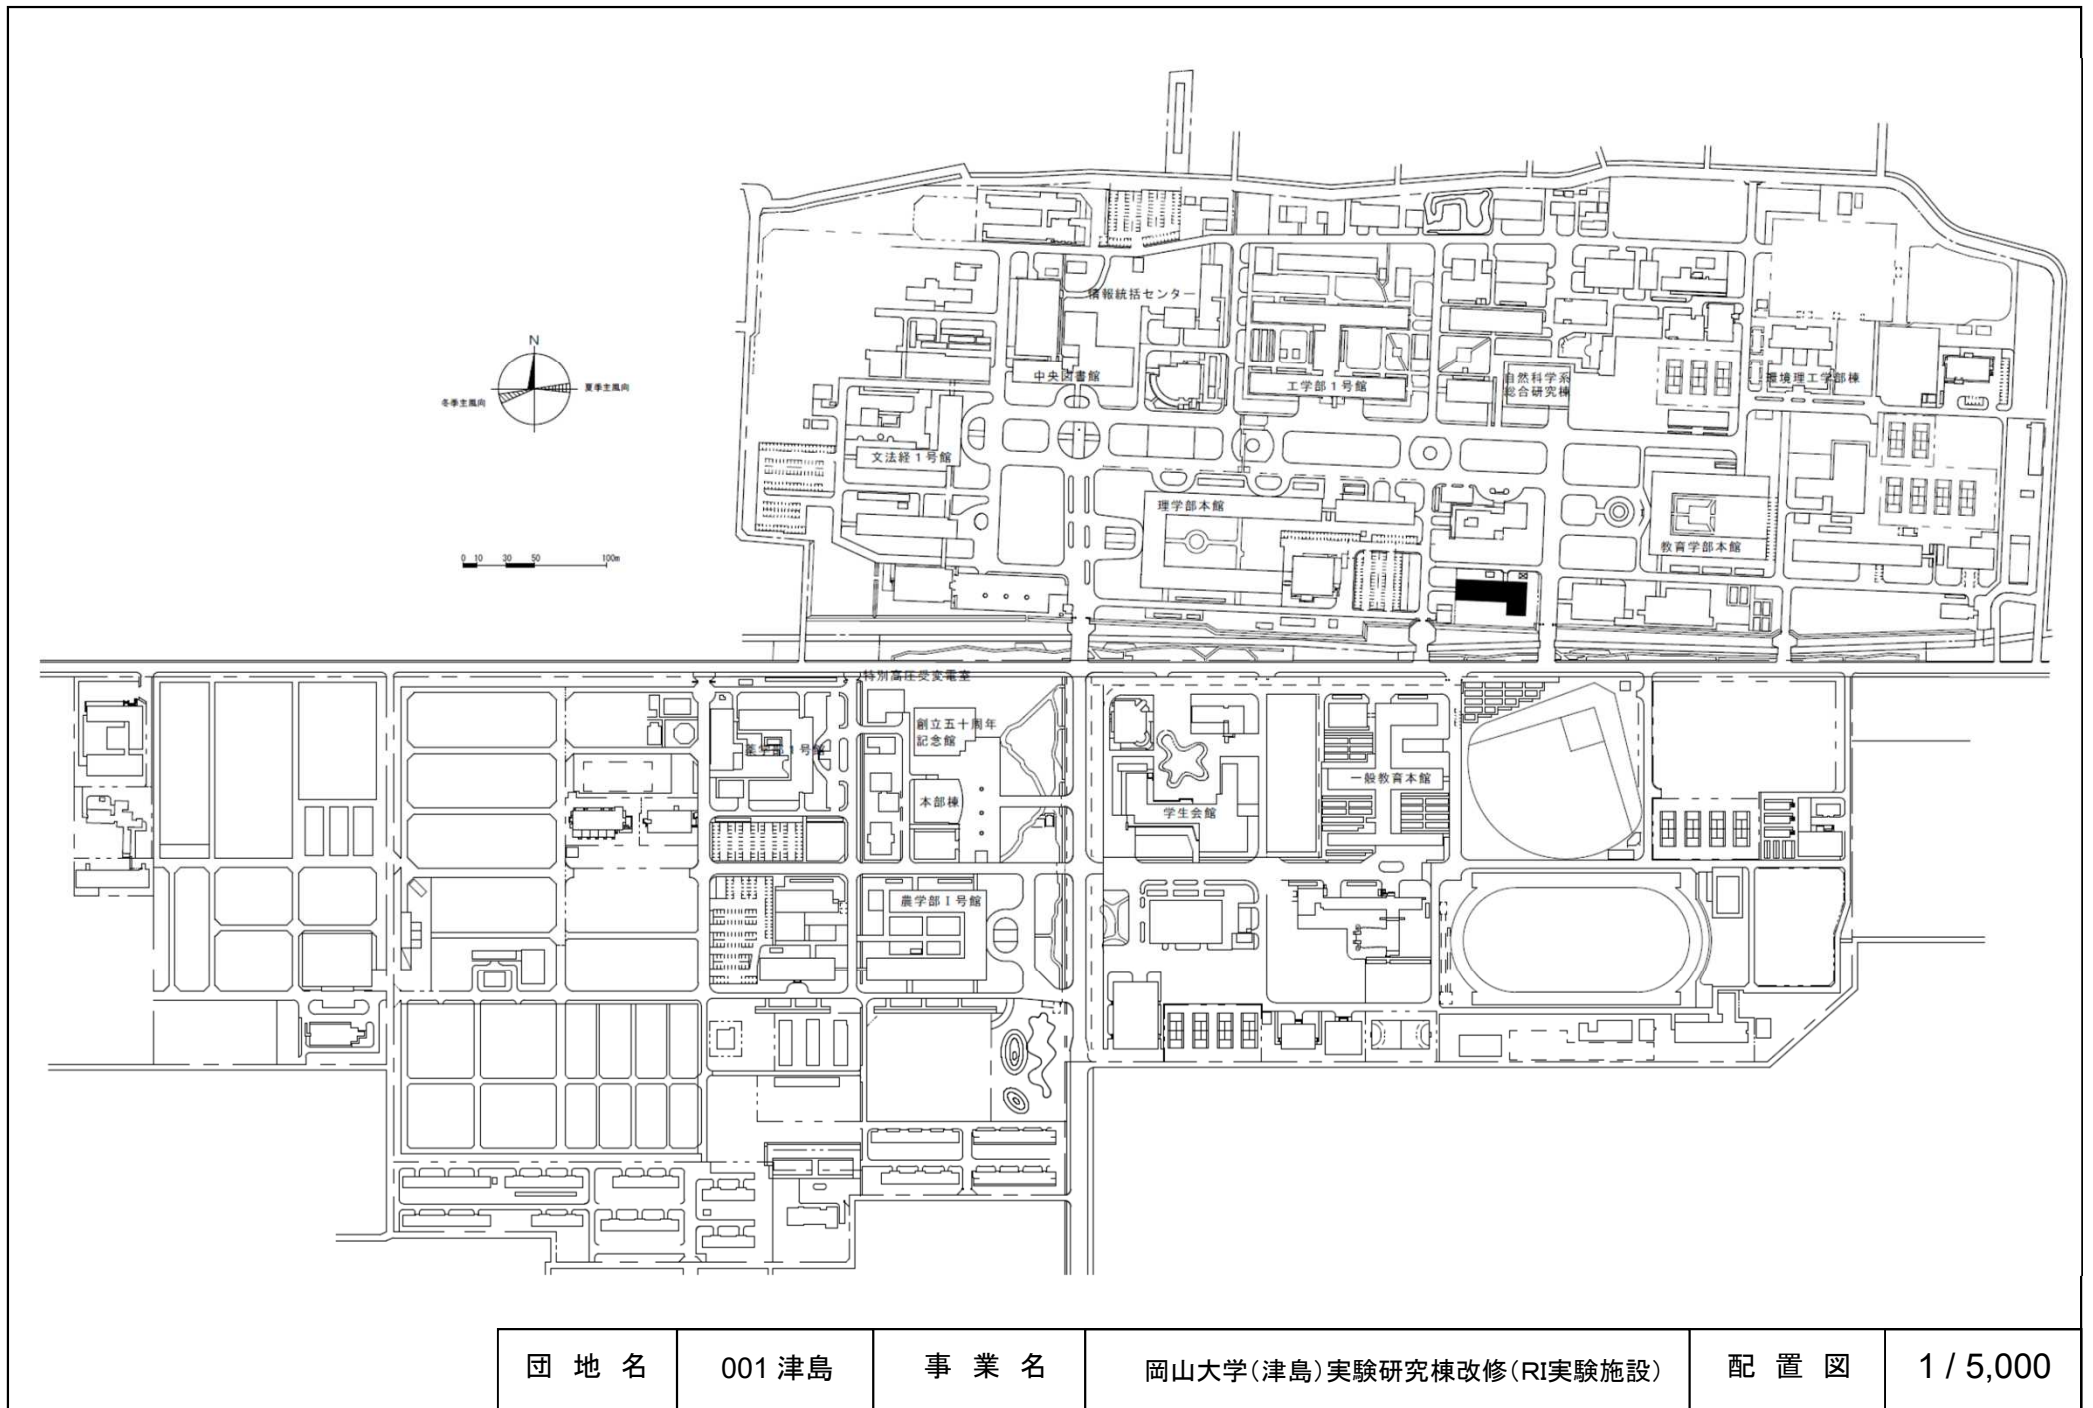 情報統括センター
N
夏季主風向
冬季主風向
中央図書館
工学部1号館
自然科学系
総合研究棟
環境理工学部棟
文法経1号館
理学部本館
教育学部本館
0 10 30 50 100m
特別高圧受変電室
創立五十周年
記念館
薬学部1号館
一般教育本館
本部棟
学生会館
農学部Ⅰ号館
団地名 001 津島 事業名 岡山大学(津島)実験研究棟改修(RI実験施設) 配置図 1 / 5,000